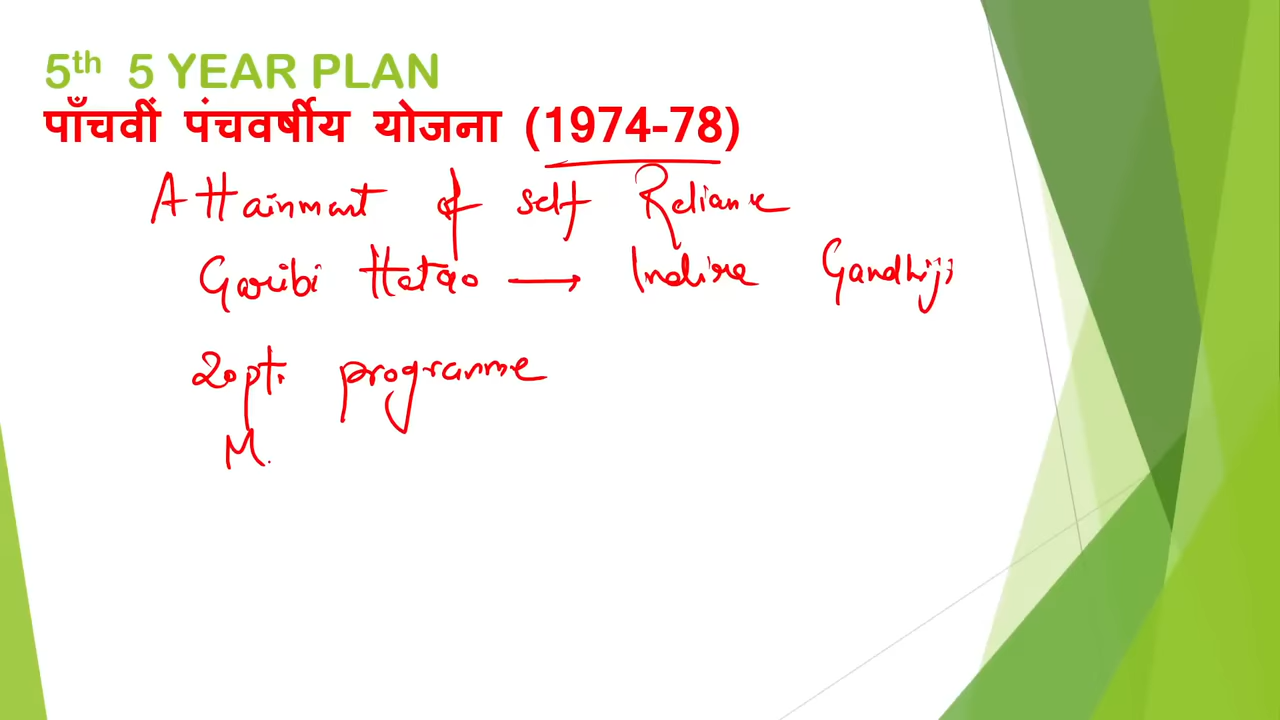 5th 5 YEAR PLAN
पाँचवीं पंचवर्षीय योजना (1974-78)
Attainment of self Reliance
Garibi Hatao → Indira Gandhiji
20pt. programme
M.